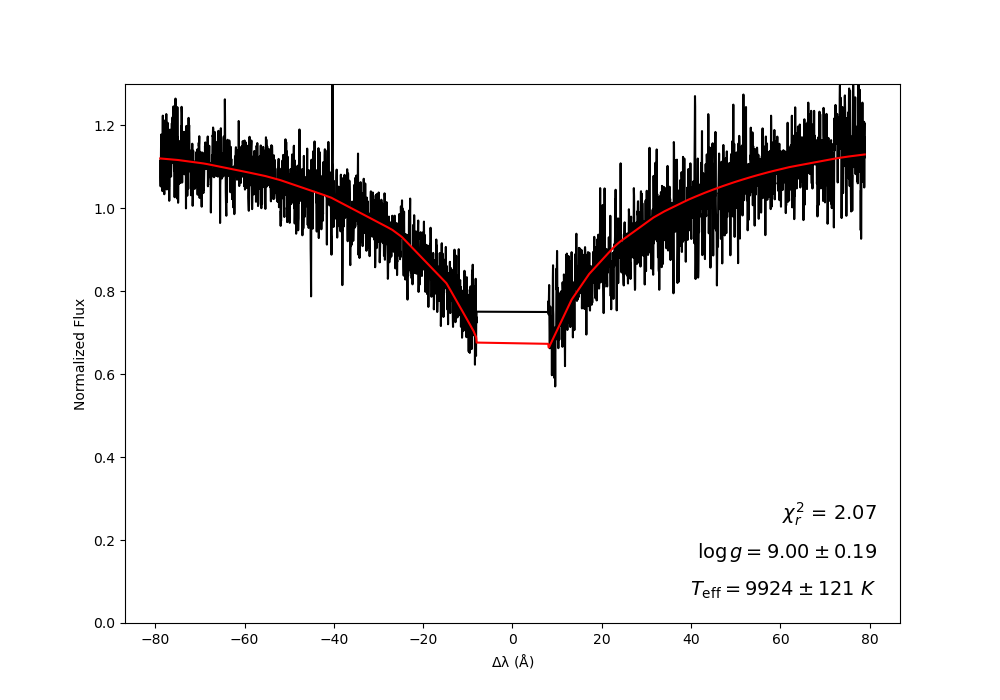 1.2
1.0
0.8
0.6
0.4
0.2
0.0
Normalized Flux
χ²ᵣ = 2.07
log g = 9.00 ± 0.19
T_eff = 9924 ± 121 K
−80 −60 −40 −20 0 20 40 60 80
Δλ (Å)